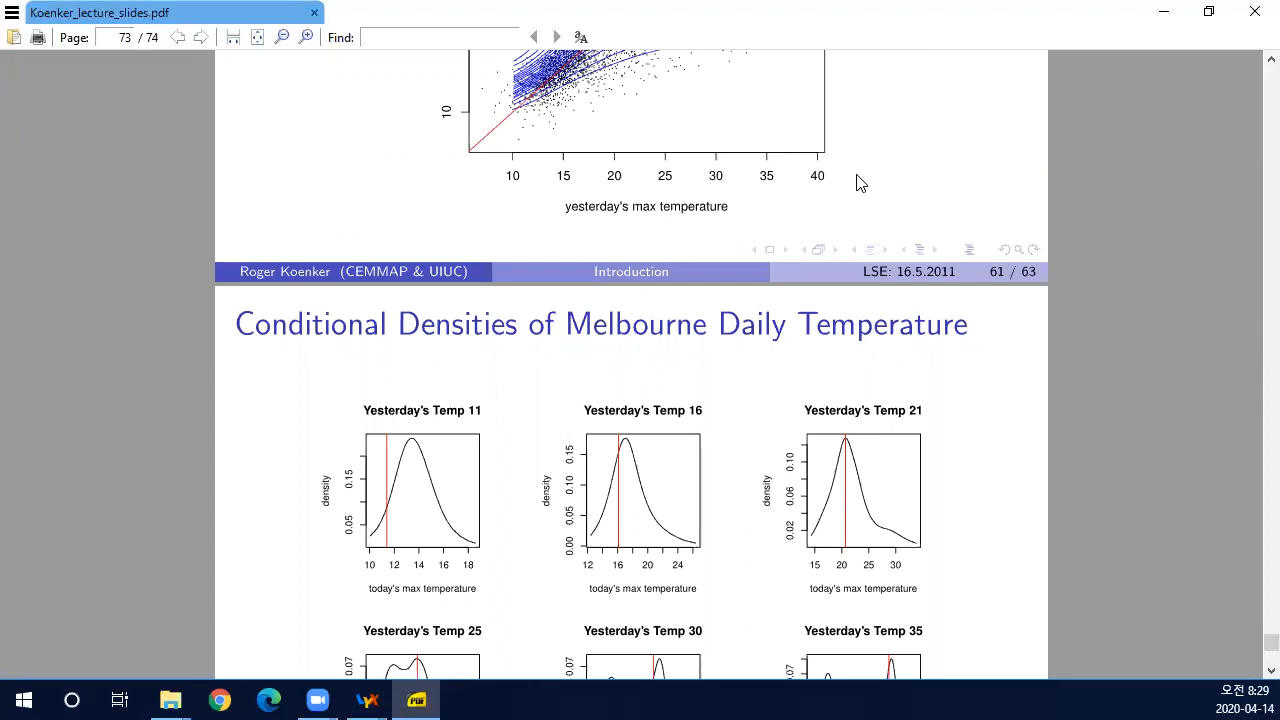 Koenker_lecture_slides.pdf
Page: 73 / 74 Find:
10
10 15 20 25 30 35 40
yesterday's max temperature
Roger Koenker (CEMMAP & UIUC) Introduction LSE: 16.5.2011 61 / 63
Conditional Densities of Melbourne Daily Temperature
Yesterday's Temp 11
density
0.05 0.15
10 12 14 16 18
today's max temperature
Yesterday's Temp 16
density
0.00 0.05 0.10 0.15
12 16 20 24
today's max temperature
Yesterday's Temp 21
density
0.02 0.06 0.10
15 20 25 30
today's max temperature
Yesterday's Temp 25
0.07
Yesterday's Temp 30
0.07
Yesterday's Temp 35
0.07
PDF
오전 8:29
2020-04-14